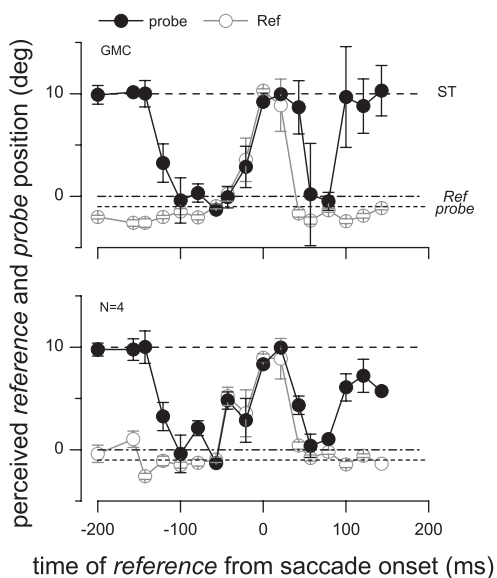 probe Ref
GMC
10
0
ST
Ref
probe
N=4
10
0
-200 -100 0 100 200
perceived reference and probe position (deg)
time of reference from saccade onset (ms)